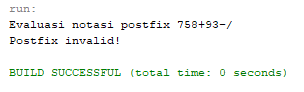 run:
Evaluasi notasi postfix 758+93-/
Postfix invalid!
BUILD SUCCESSFUL (total time: 0 seconds)